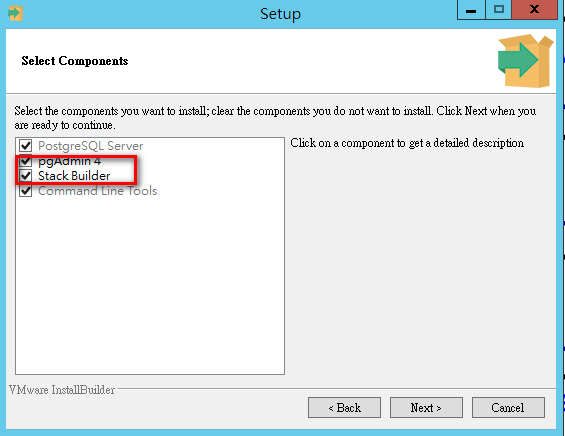 Setup
Select Components
Select the components you want to install; clear the components you do not want to install. Click Next when you
are ready to continue.
PostgreSQL Server
pgAdmin 4
Stack Builder
Command Line Tools
Click on a component to get a detailed description
VMware InstallBuilder
< Back
Next >
Cancel